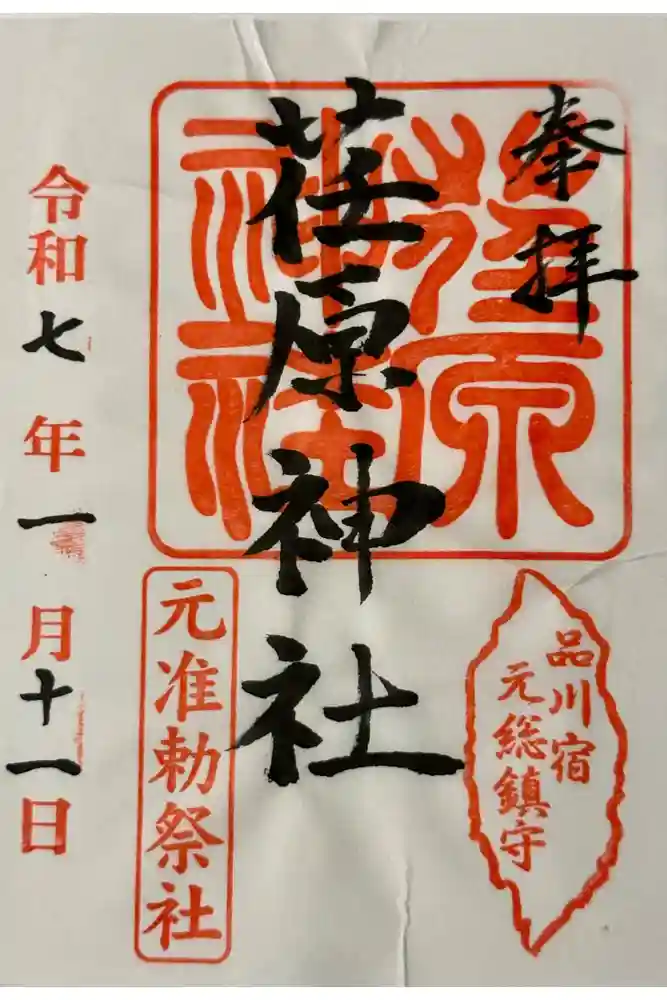 奉拝
荏原神社
品川宿
元総鎮守
元准勅祭社
令和七年一月十一日